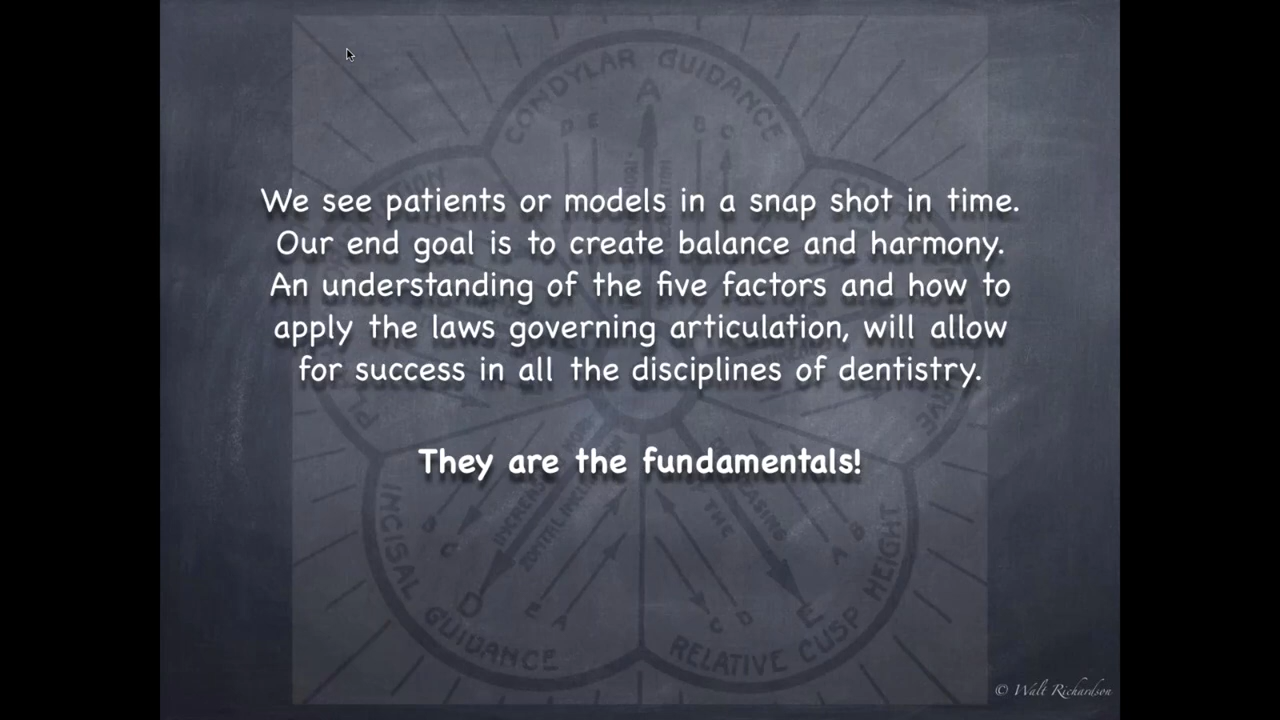 CONDYLAR GUIDANCE
A
D E
B C
We see patients or models in a snap shot in time.
Our end goal is to create balance and harmony.
An understanding of the five factors and how to
apply the laws governing articulation, will allow
for success in all the disciplines of dentistry.
They are the fundamentals!
INCISAL GUIDANCE
B
C
D
E
A
RELATIVE CUSP HEIGHT
B
A
E
C D
© Walt Richardson